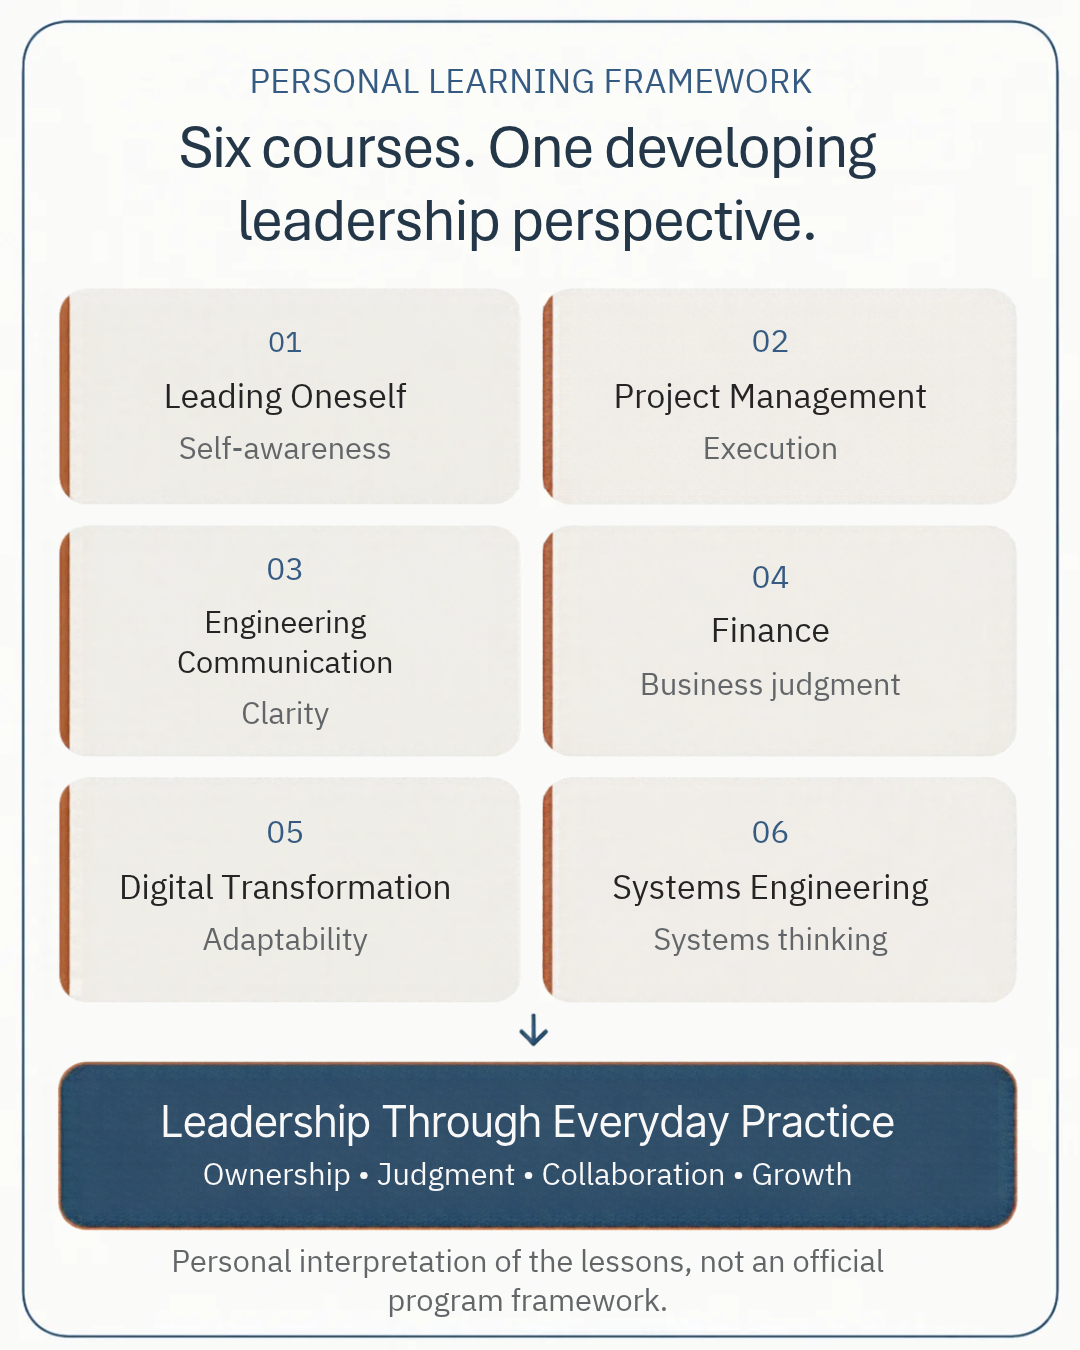 PERSONAL LEARNING FRAMEWORK
Six courses. One developing
leadership perspective.
01
Leading Oneself
Self-awareness
02
Project Management
Execution
03
Engineering
Communication
Clarity
04
Finance
Business judgment
05
Digital Transformation
Adaptability
06
Systems Engineering
Systems thinking
Leadership Through Everyday Practice
Ownership • Judgment • Collaboration • Growth
Personal interpretation of the lessons, not an official
program framework.